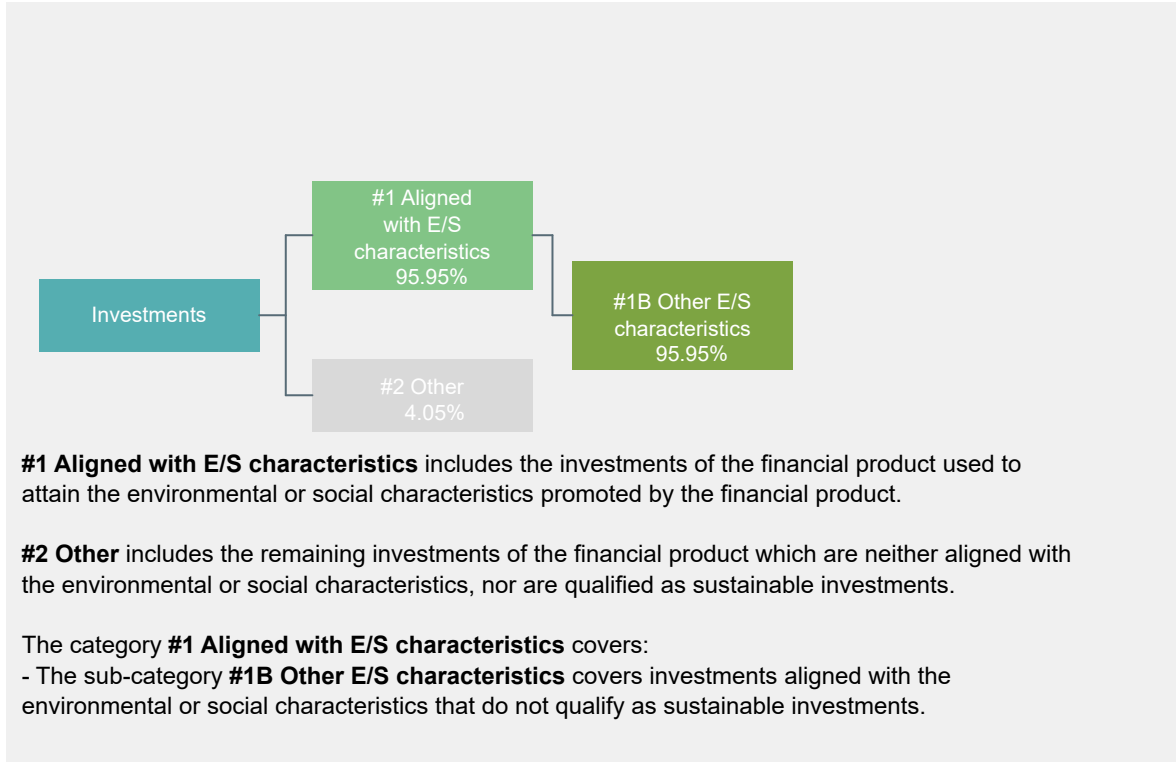 #1 Aligned
with E/S
characteristics
95.95%
Investments
#1B Other E/S
characteristics
95.95%
#2 Other
4.05%
#1 Aligned with E/S characteristics includes the investments of the financial product used to
attain the environmental or social characteristics promoted by the financial product.
#2 Other includes the remaining investments of the financial product which are neither aligned with
the environmental or social characteristics, nor are qualified as sustainable investments.
The category #1 Aligned with E/S characteristics covers:
- The sub-category #1B Other E/S characteristics covers investments aligned with the
environmental or social characteristics that do not qualify as sustainable investments.